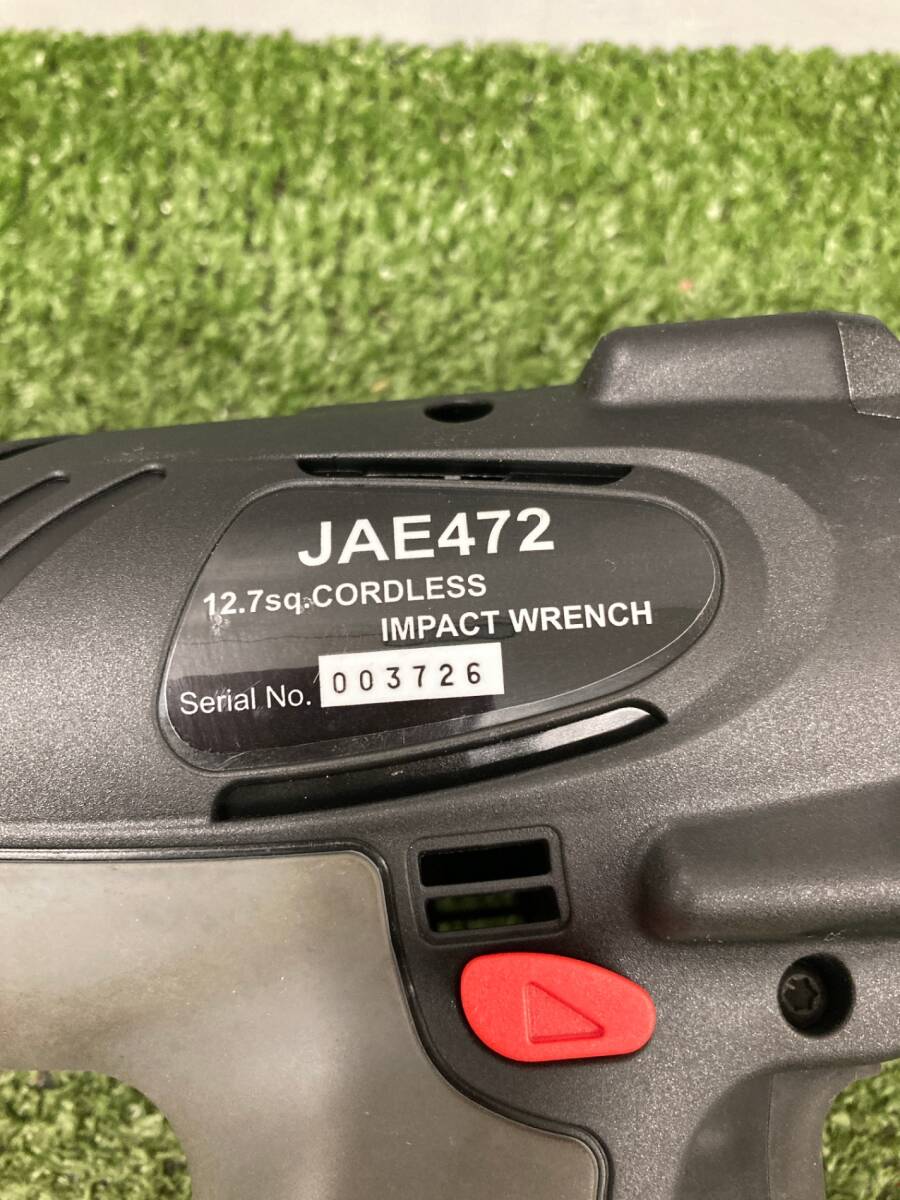 JAE472
12.7sq.CORDLESS
IMPACT WRENCH
Serial No. 003726